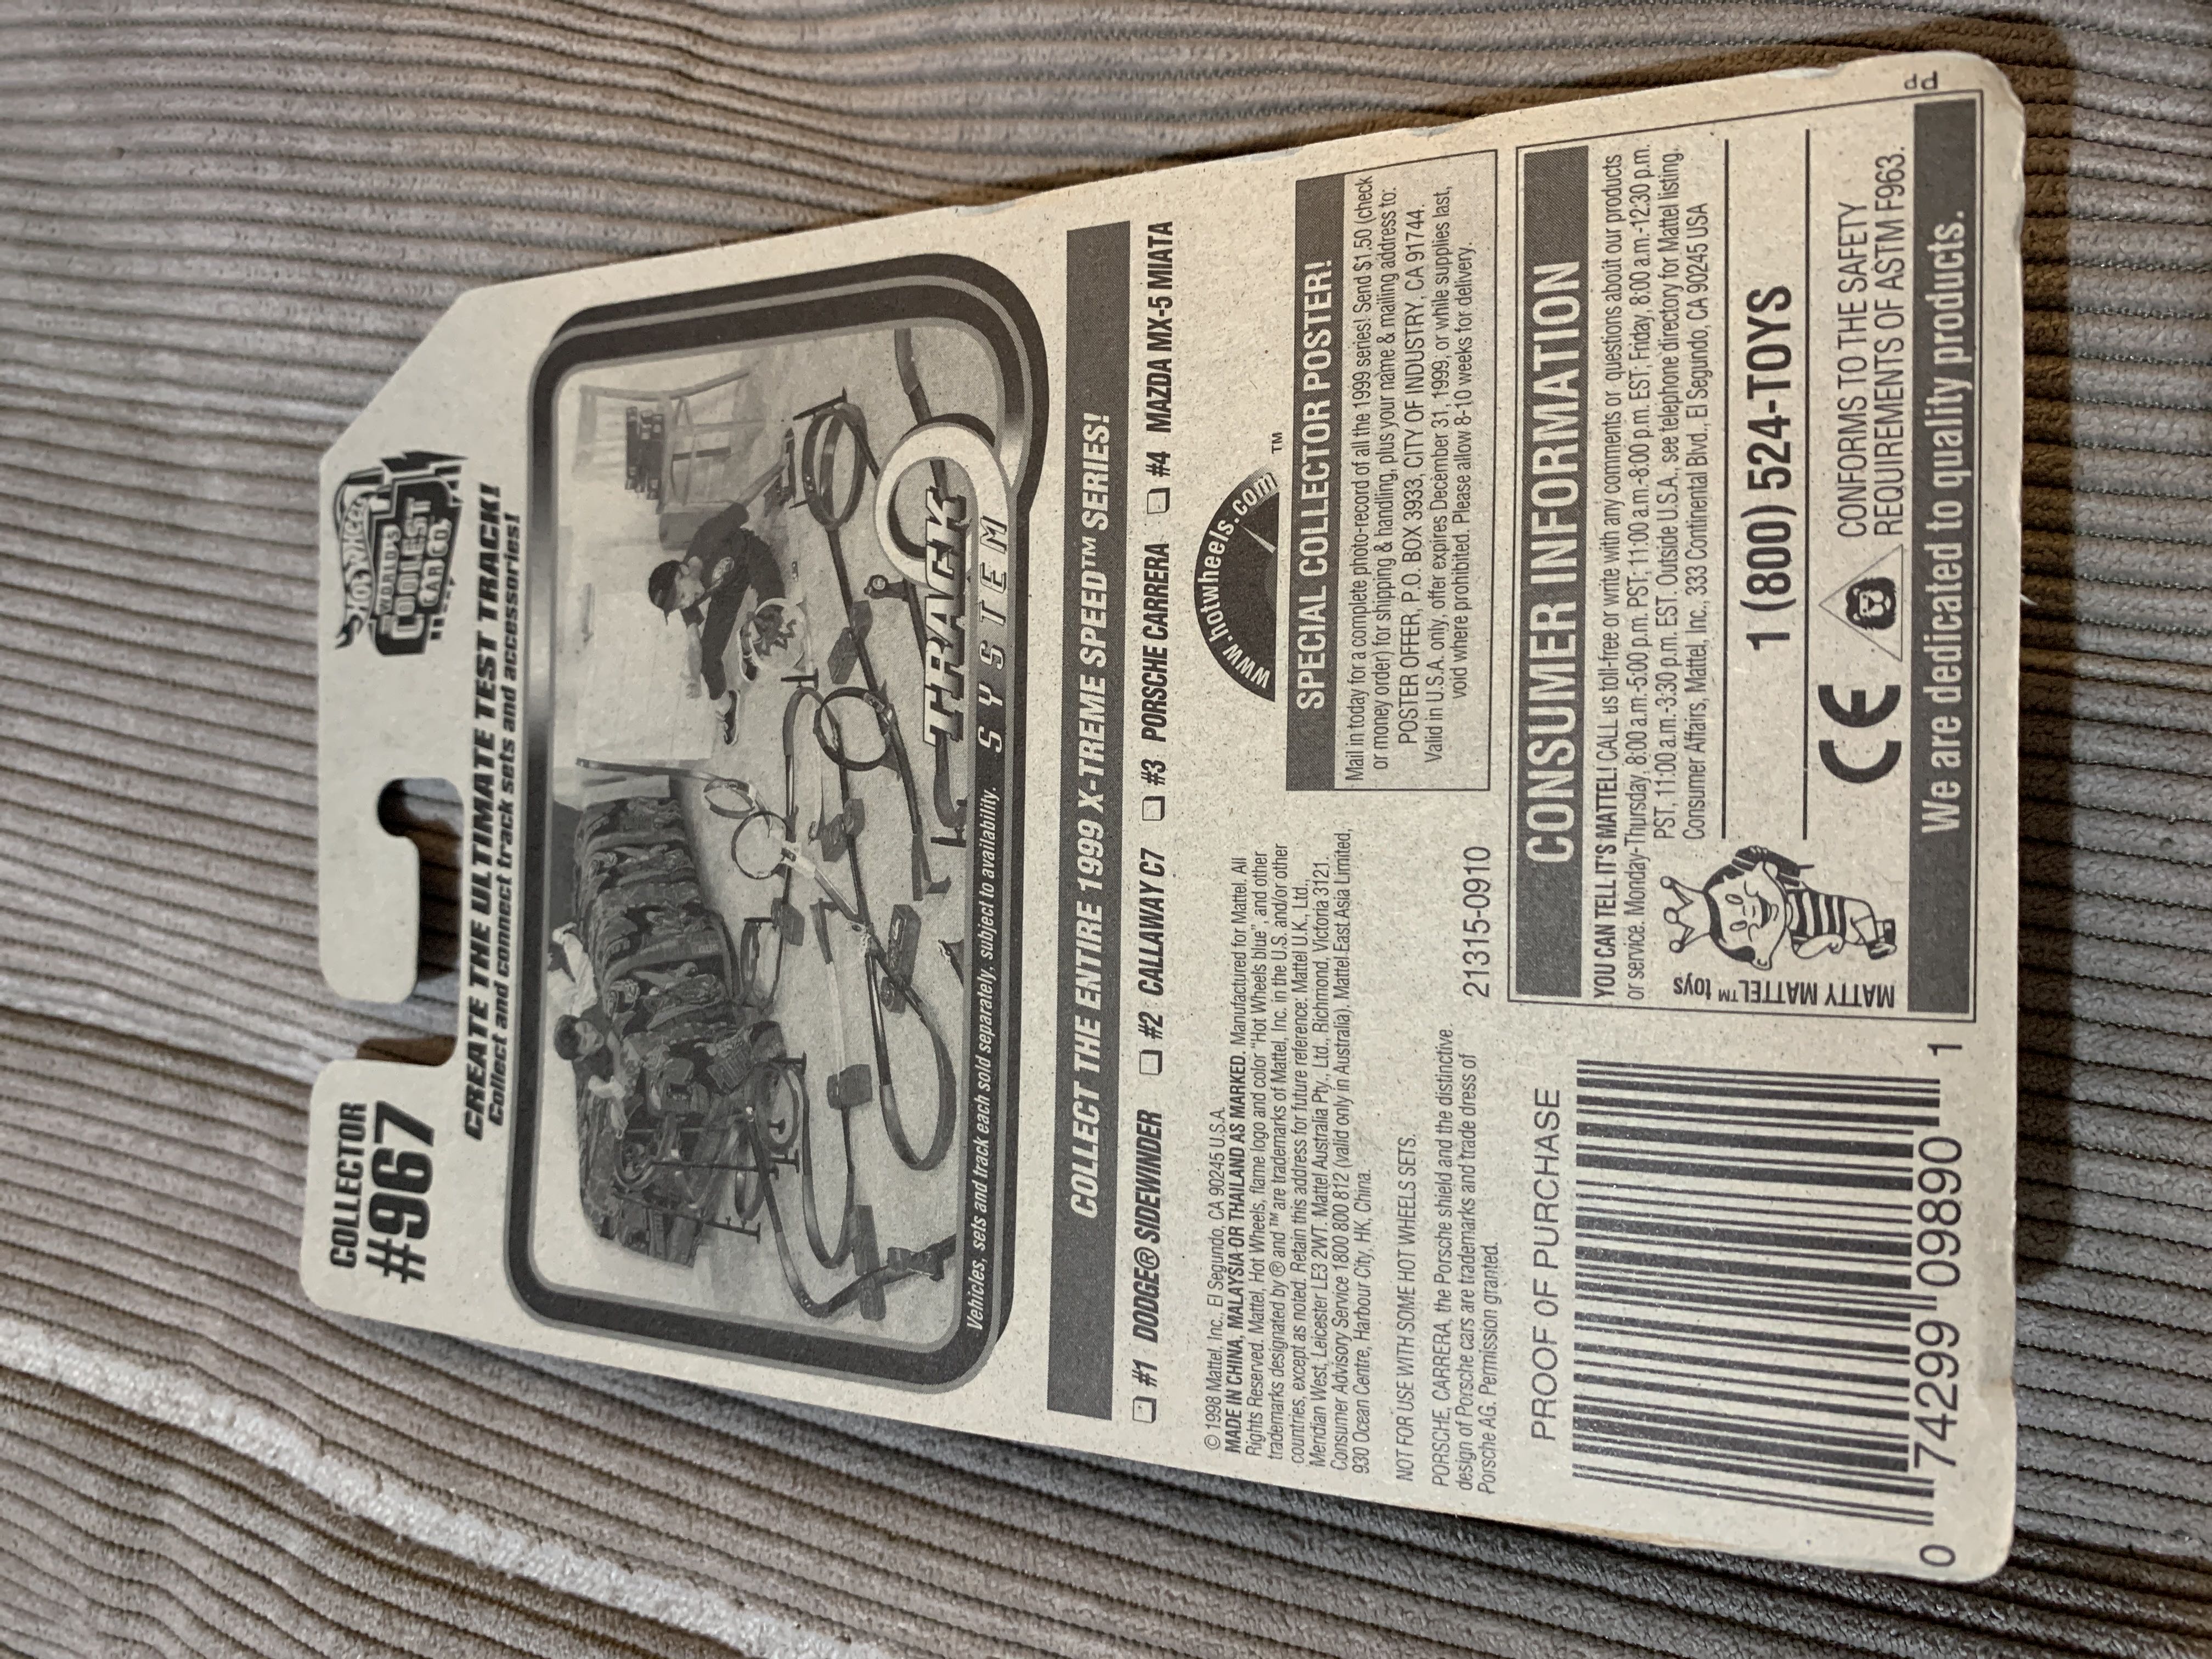 COLLECTOR
#967
HOT WHEELS
WORLD'S
COOLEST
CAR CO.
CREATE THE ULTIMATE TEST TRACK!
Collect and connect track sets and accessories!
TRACK
SYSTEM
Vehicles, sets and track each sold separately, subject to availability.
COLLECT THE ENTIRE 1999 X-TREME SPEED™ SERIES!
#1 DODGE® SIDEWINDER #2 CALLAWAY C7 #3 PORSCHE CARRERA #4 MAZDA MX-5 MIATA
© 1998 Mattel, Inc. El Segundo, CA 90245 U.S.A.
MADE IN CHINA, MALAYSIA OR THAILAND AS MARKED. Manufactured for Mattel. All
Rights Reserved. Mattel, Hot Wheels, flame logo and color "Hot Wheels blue", and other
trademarks designated by ® and ™ are trademarks of Mattel, Inc. in the U.S. and/or other
countries, except as noted. Retain this address for future reference: Mattel U.K., Ltd.,
Meridian West, Leicester LE3 2WT. Mattel Australia Pty., Ltd., Richmond, Victoria 3121.
Consumer Advisory Service 1 800 800 812 (valid only in Australia). Mattel East Asia Limited,
930 Ocean Centre, Harbour City, HK, China.
NOT FOR USE WITH SOME HOT WHEELS SETS.
PORSCHE, CARRERA, the Porsche shield and the distinctive
design of Porsche cars are trademarks and trade dress of
Porsche AG. Permission granted.
21315-0910
www.hotwheels.com™
SPECIAL COLLECTOR POSTER!
Mail in today for a complete photo-record of all the 1999 series! Send $1.50 (check
or money order) for shipping & handling, plus your name & mailing address to:
POSTER OFFER, P.O. BOX 3933, CITY OF INDUSTRY, CA 91744.
Valid in U.S.A. only, offer expires December 31, 1999, or while supplies last,
void where prohibited. Please allow 8-10 weeks for delivery.
PROOF OF PURCHASE
0 74299 09890 1
CONSUMER INFORMATION
YOU CAN TELL IT'S MATTEL! CALL us toll-free or write with any comments or questions about our products
or service. Monday-Thursday, 8:00 a.m.-5:00 p.m. PST; 11:00 a.m.-8:00 p.m. EST, Friday, 8:00 a.m.-12:30 p.m.
PST, 11:00 a.m.-3:30 p.m. EST. Outside U.S.A., see telephone directory for Mattel listing.
Consumer Affairs, Mattel, Inc., 333 Continental Blvd., El Segundo, CA 90245 USA
MATTY MATTEL™ toys
1 (800) 524-TOYS
CE
CONFORMS TO THE SAFETY
REQUIREMENTS OF ASTM F963.
We are dedicated to quality products.